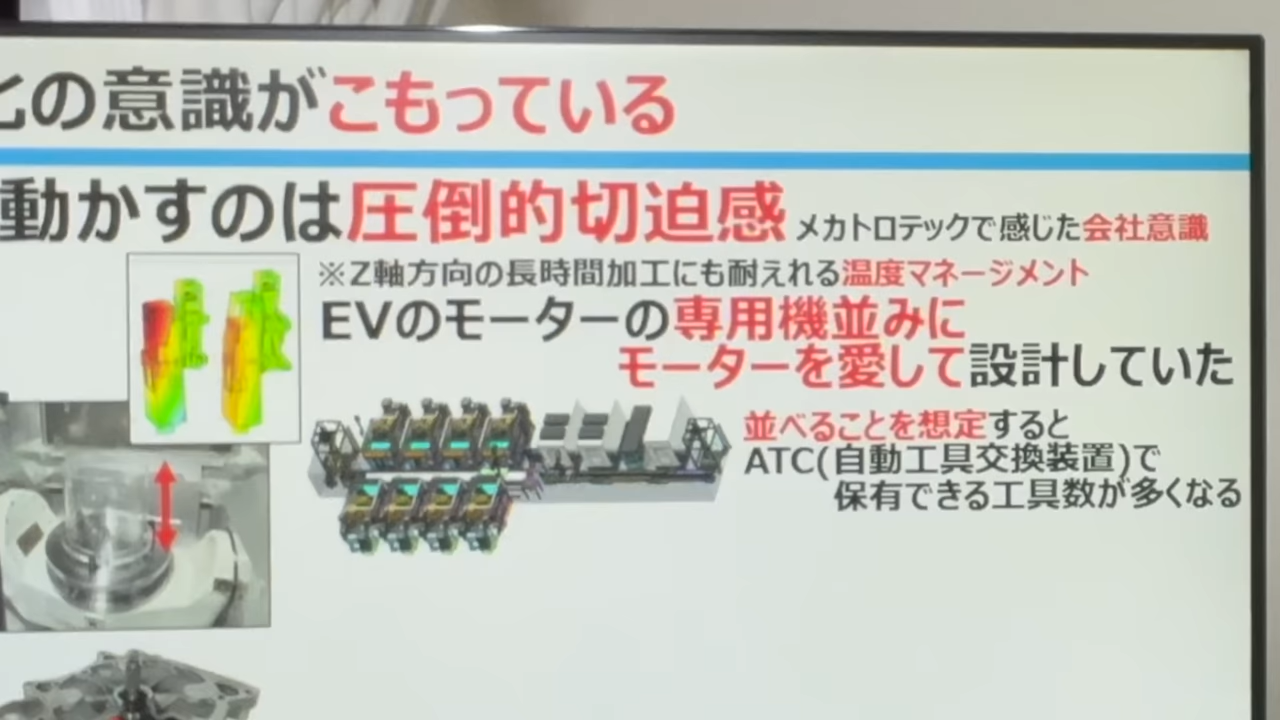 の意識がこもっている
動かすのは圧倒的切迫感 メカトロテックで感じた会社意識
※Z軸方向の長時間加工にも耐えれる温度マネージメント
EVのモーターの専用機並みに
モーターを愛して設計していた
並べることを想定すると
ATC(自動工具交換装置)で
保有できる工具数が多くなる